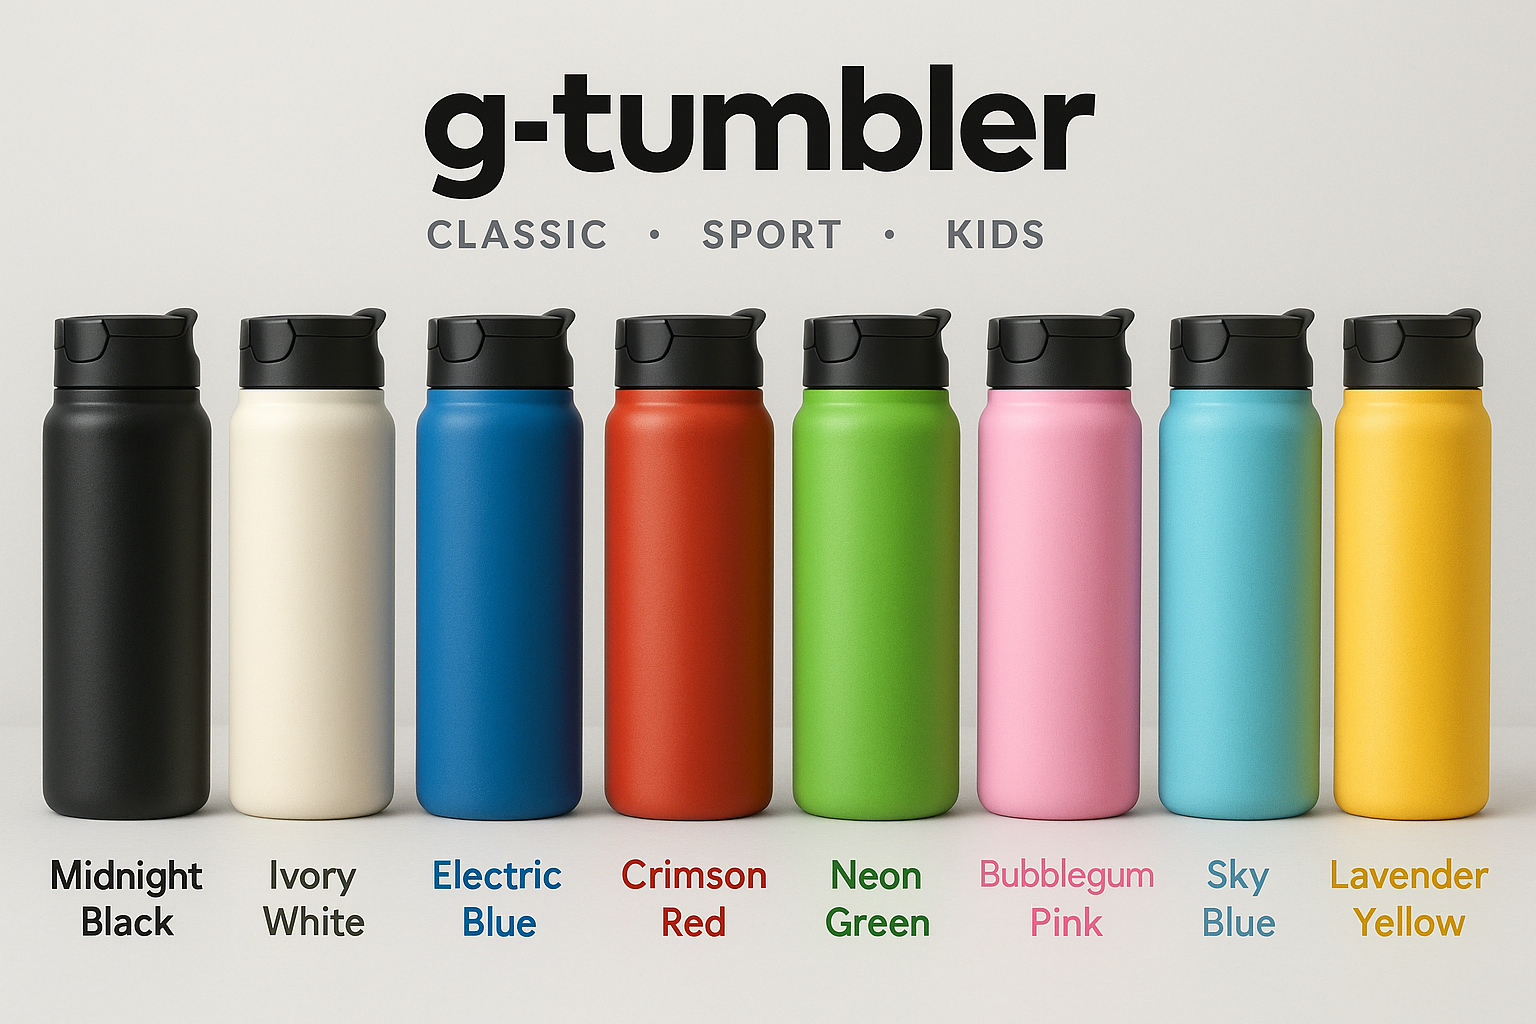 g-tumbler
CLASSIC · SPORT · KIDS
Midnight Black
Ivory White
Electric Blue
Crimson Red
Neon Green
Bubblegum Pink
Sky Blue
Lavender Yellow